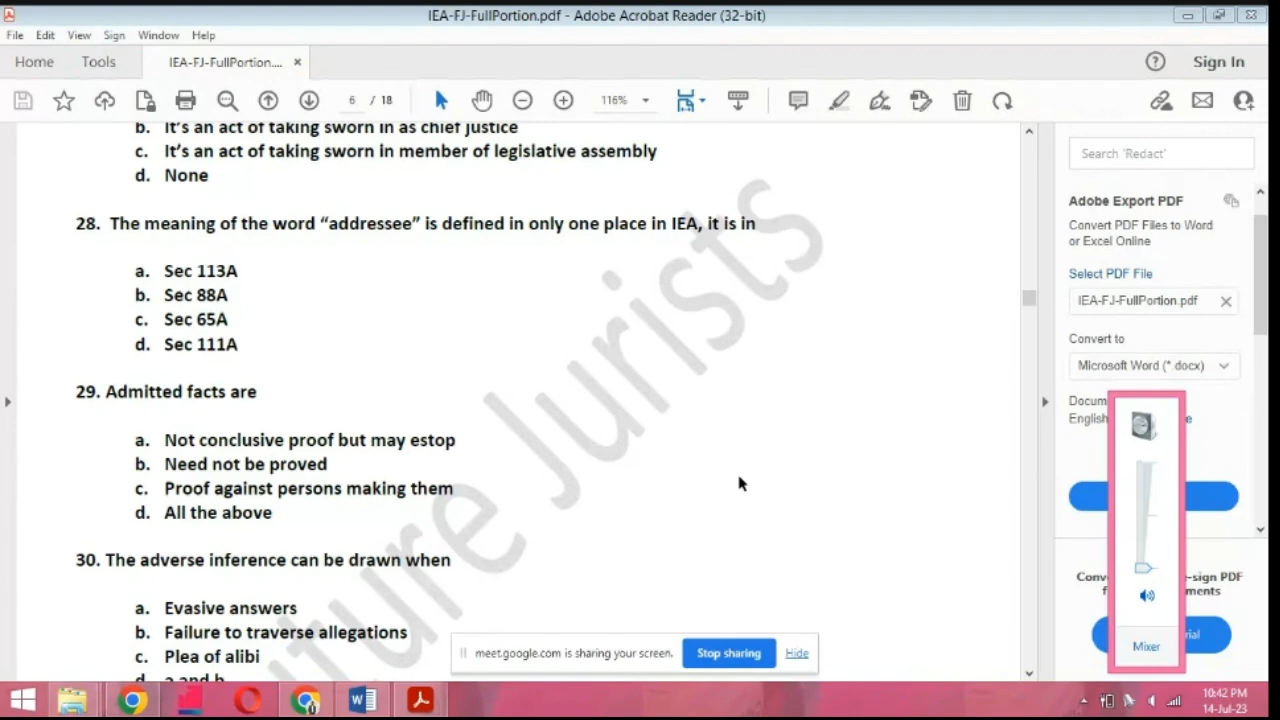 IEA-FJ-FullPortion.pdf - Adobe Acrobat Reader (32-bit)
File Edit View Sign Window Help
Home Tools IEA-FJ-FullPortion.... × Sign In
6 / 18 116%
b. It's an act of taking sworn in as chief justice
c. It's an act of taking sworn in member of legislative assembly
d. None
28. The meaning of the word “addressee” is defined in only one place in IEA, it is in
a. Sec 113A
b. Sec 88A
c. Sec 65A
d. Sec 111A
29. Admitted facts are
a. Not conclusive proof but may estop
b. Need not be proved
c. Proof against persons making them
d. All the above
30. The adverse inference can be drawn when
a. Evasive answers
b. Failure to traverse allegations
c. Plea of alibi
d. a and b
uture Jurists
meet.google.com is sharing your screen. Stop sharing Hide
Search 'Redact'
Adobe Export PDF
Convert PDF Files to Word
or Excel Online
Select PDF File
IEA-FJ-FullPortion.pdf
Convert to
Microsoft Word (*.docx)
Mixer
10:42 PM
14-Jul-23